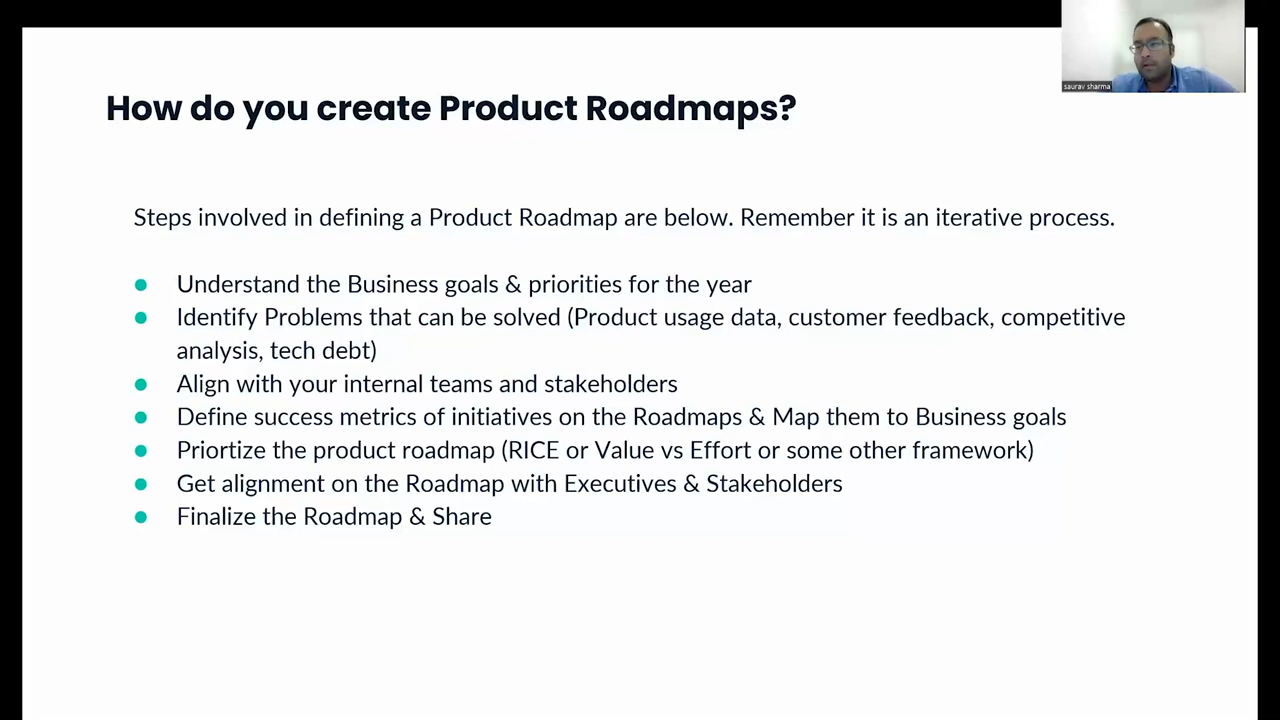 How do you create Product Roadmaps?
saurav sharma
Steps involved in defining a Product Roadmap are below. Remember it is an iterative process.
● Understand the Business goals & priorities for the year
● Identify Problems that can be solved (Product usage data, customer feedback, competitive
analysis, tech debt)
● Align with your internal teams and stakeholders
● Define success metrics of initiatives on the Roadmaps & Map them to Business goals
● Priortize the product roadmap (RICE or Value vs Effort or some other framework)
● Get alignment on the Roadmap with Executives & Stakeholders
● Finalize the Roadmap & Share